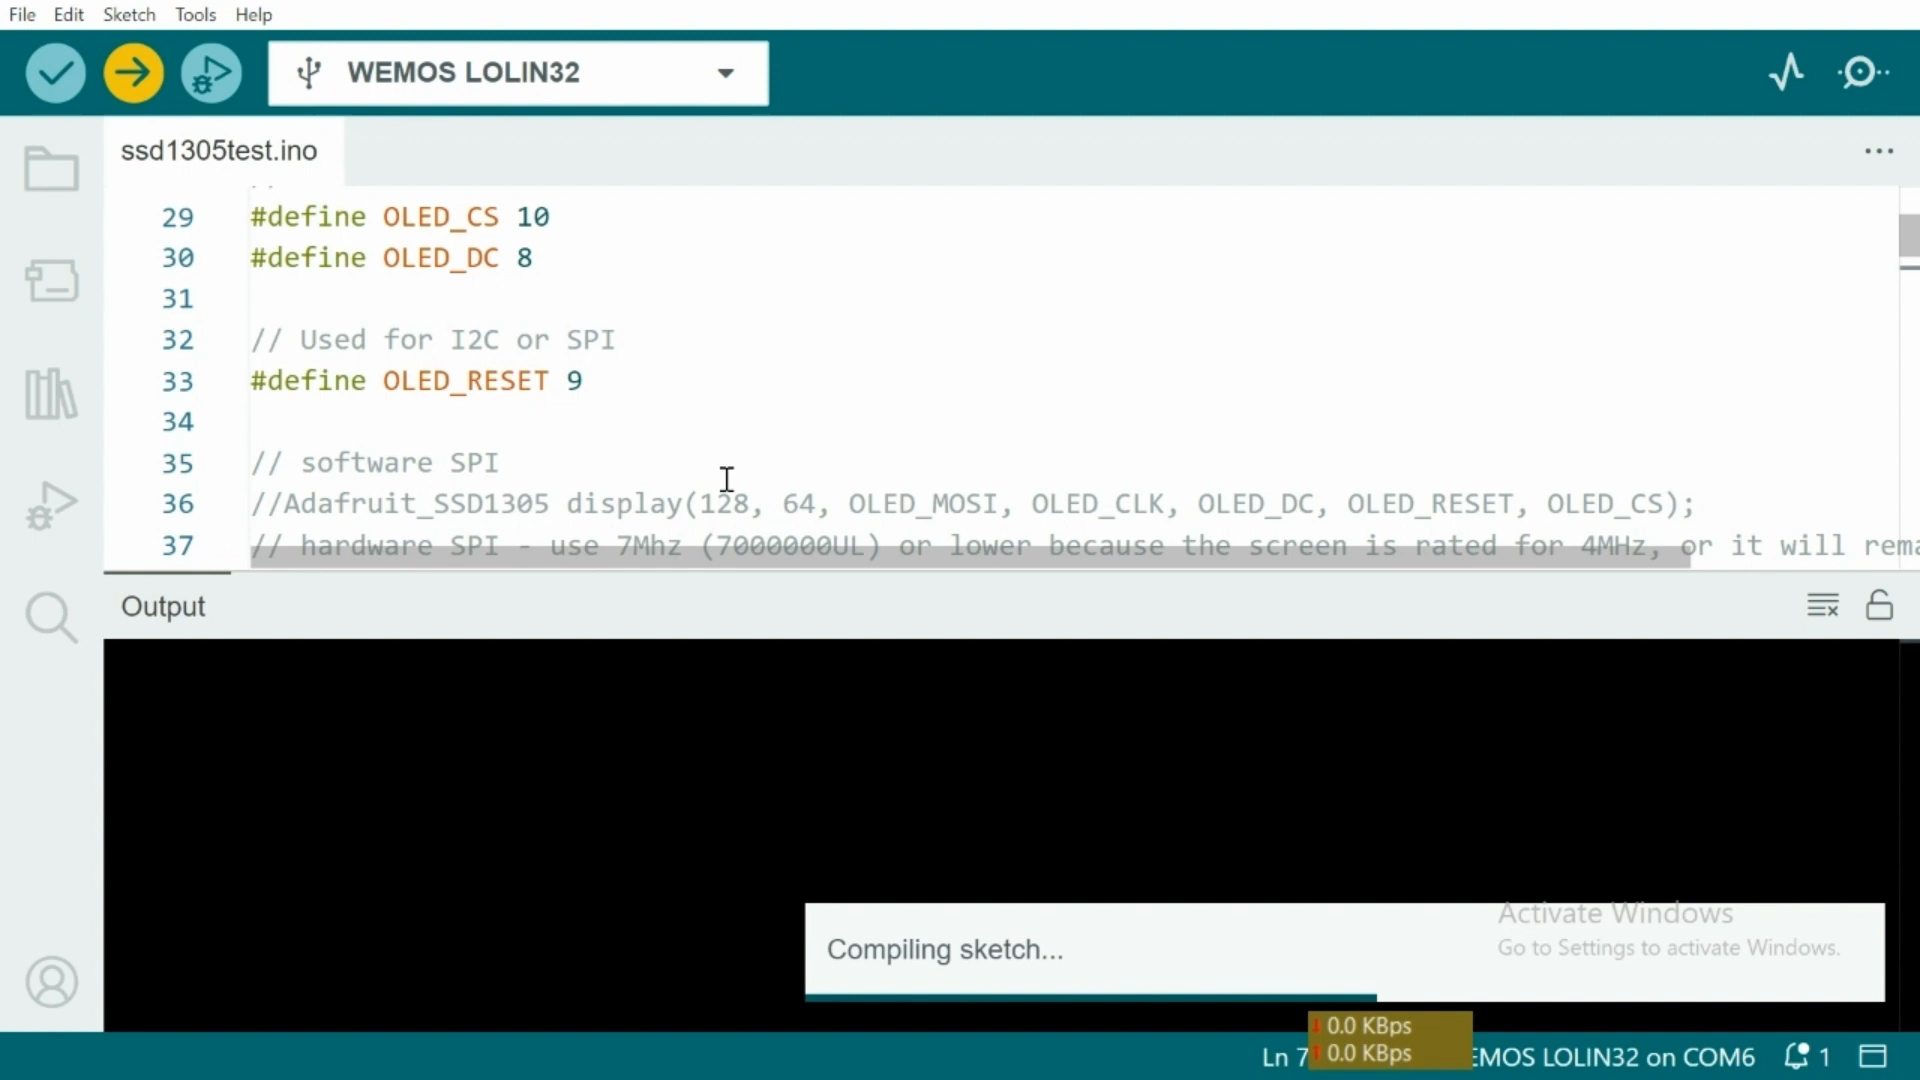 File Edit Sketch Tools Help
WEMOS LOLIN32
ssd1305test.ino
29 #define OLED_CS 10
30 #define OLED_DC 8
31
32 // Used for I2C or SPI
33 #define OLED_RESET 9
34
35 // software SPI
36 //Adafruit_SSD1305 display(128, 64, OLED_MOSI, OLED_CLK, OLED_DC, OLED_RESET, OLED_CS);
37 // hardware SPI - use 7Mhz (7000000UL) or lower because the screen is rated for 4MHz, or it will rema
Output
Activate Windows
Compiling sketch...
Go to Settings to activate Windows.
0.0 KBps
0.0 KBps
Ln 7
EMOS LOLIN32 on COM6
1